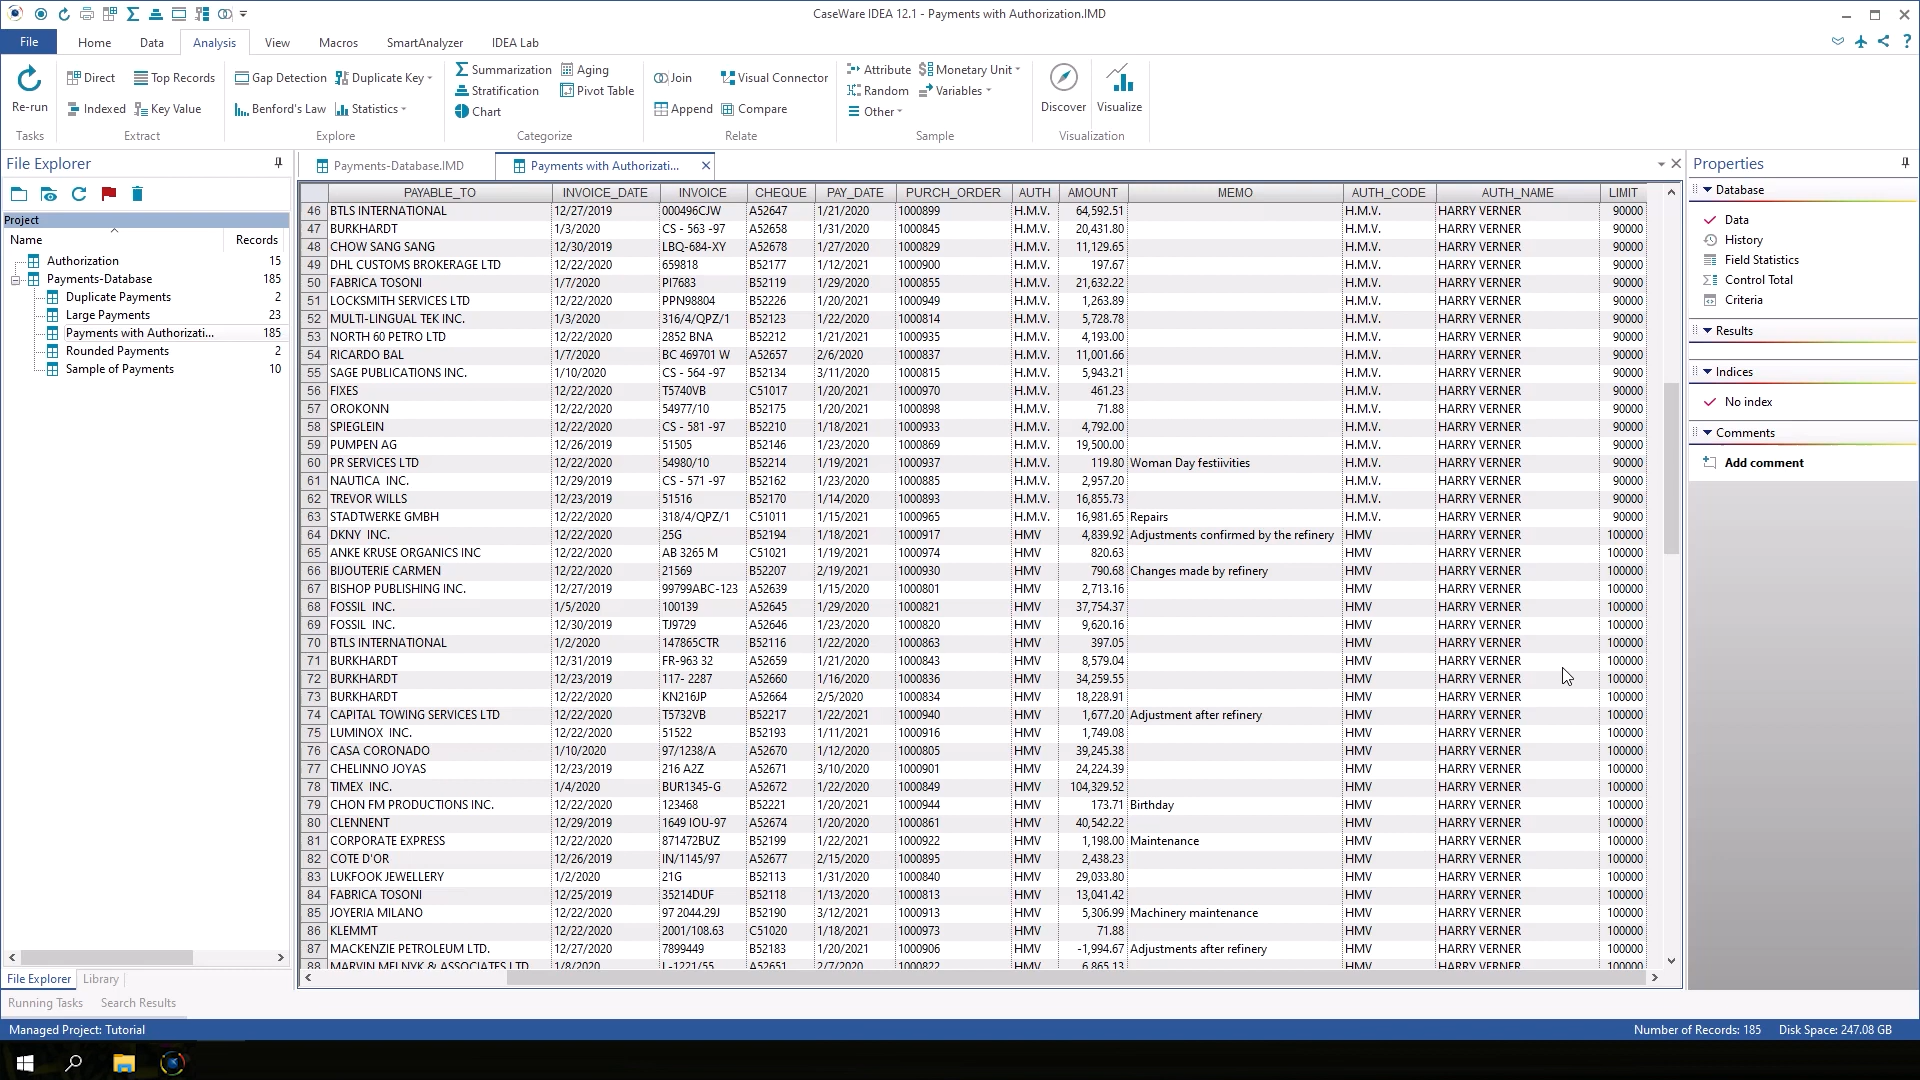 CaseWare IDEA 12.1 - Payments with Authorization.IMD
File Home Data Analysis View Macros SmartAnalyzer IDEA Lab
Re-run
Tasks
Direct Top Records
Indexed Key Value
Extract
Gap Detection Duplicate Key
Benford's Law Statistics
Explore
Summarization Aging
Stratification Pivot Table
Chart
Categorize
Join Visual Connector
Append Compare
Relate
Attribute Monetary Unit
Random Variables
Other
Sample
Discover Visualize
Visualization
File Explorer
Project
Name Records
Authorization 15
Payments-Database 185
Duplicate Payments 2
Large Payments 23
Payments with Authorizati... 185
Rounded Payments 2
Sample of Payments 10
File Explorer Library
Running Tasks Search Results
Payments-Database.IMD Payments with Authorizati...
PAYABLE_TO INVOICE_DATE INVOICE CHEQUE PAY_DATE PURCH_ORDER AUTH AMOUNT MEMO AUTH_CODE AUTH_NAME LIMIT
46 BTLS INTERNATIONAL 12/27/2019 000496CJW A52647 1/21/2020 1000899 H.M.V. 64,592.51 H.M.V. HARRY VERNER 90000
47 BURKHARDT 1/3/2020 CS - 563 -97 A52658 1/31/2020 1000845 H.M.V. 20,431.80 H.M.V. HARRY VERNER 90000
48 CHOW SANG SANG 12/30/2019 LBQ-684-XY A52678 1/27/2020 1000829 H.M.V. 11,129.65 H.M.V. HARRY VERNER 90000
49 DHL CUSTOMS BROKERAGE LTD 12/22/2020 659818 B52177 1/12/2021 1000900 H.M.V. 197.67 H.M.V. HARRY VERNER 90000
50 FABRICA TOSONI 1/7/2020 PI7683 B52119 1/29/2020 1000855 H.M.V. 21,632.22 H.M.V. HARRY VERNER 90000
51 LOCKSMITH SERVICES LTD 12/22/2020 PPN98804 B52226 1/20/2021 1000949 H.M.V. 1,263.89 H.M.V. HARRY VERNER 90000
52 MULTI-LINGUAL TEK INC. 1/3/2020 316/4/QPZ/1 B52123 1/22/2020 1000814 H.M.V. 5,728.78 H.M.V. HARRY VERNER 90000
53 NORTH 60 PETRO LTD 12/22/2020 2852 BNA B52212 1/21/2021 1000935 H.M.V. 4,193.00 H.M.V. HARRY VERNER 90000
54 RICARDO BAL 1/7/2020 BC 469701 W A52657 2/6/2020 1000837 H.M.V. 11,001.66 H.M.V. HARRY VERNER 90000
55 SAGE PUBLICATIONS INC. 1/10/2020 CS - 564 -97 B52134 3/11/2020 1000815 H.M.V. 5,943.21 H.M.V. HARRY VERNER 90000
56 FIXES 12/22/2020 T5740VB C51017 1/20/2021 1000970 H.M.V. 461.23 H.M.V. HARRY VERNER 90000
57 OROKONN 12/22/2020 54977/10 B52175 1/20/2021 1000898 H.M.V. 71.88 H.M.V. HARRY VERNER 90000
58 SPIEGLEIN 12/22/2020 CS - 581 -97 B52210 1/18/2021 1000933 H.M.V. 4,792.00 H.M.V. HARRY VERNER 90000
59 PUMPEN AG 12/26/2019 51505 B52146 1/23/2020 1000869 H.M.V. 19,500.00 H.M.V. HARRY VERNER 90000
60 PR SERVICES LTD 12/22/2020 54980/10 B52214 1/19/2021 1000937 H.M.V. 119.80 Woman Day festiivities H.M.V. HARRY VERNER 90000
61 NAUTICA INC. 12/29/2019 CS - 571 -97 B52162 1/23/2020 1000885 H.M.V. 2,957.20 H.M.V. HARRY VERNER 90000
62 TREVOR WILLS 12/23/2019 51516 B52170 1/14/2020 1000893 H.M.V. 16,855.73 H.M.V. HARRY VERNER 90000
63 STADTWERKE GMBH 12/22/2020 318/4/QPZ/1 C51011 1/15/2021 1000965 H.M.V. 16,981.65 Repairs H.M.V. HARRY VERNER 90000
64 DKNY INC. 12/22/2020 25G B52194 1/18/2021 1000917 HMV 4,839.92 Adjustments confirmed by the refinery HMV HARRY VERNER 100000
65 ANKE KRUSE ORGANICS INC 12/22/2020 AB 3265 M C51021 1/19/2021 1000974 HMV 820.63 HMV HARRY VERNER 100000
66 BIJOUTERIE CARMEN 12/22/2020 21569 B52207 2/19/2021 1000930 HMV 790.68 Changes made by refinery HMV HARRY VERNER 100000
67 BISHOP PUBLISHING INC. 12/27/2019 99799ABC-123 A52639 1/15/2020 1000801 HMV 2,713.16 HMV HARRY VERNER 100000
68 FOSSIL INC. 1/5/2020 100139 A52645 1/29/2020 1000821 HMV 37,754.37 HMV HARRY VERNER 100000
69 FOSSIL INC. 12/30/2019 TJ9729 A52646 1/23/2020 1000820 HMV 9,620.16 HMV HARRY VERNER 100000
70 BTLS INTERNATIONAL 1/2/2020 147865CTR B52116 1/22/2020 1000863 HMV 397.05 HMV HARRY VERNER 100000
71 BURKHARDT 12/31/2019 FR-963 32 A52659 1/21/2020 1000843 HMV 8,579.04 HMV HARRY VERNER 100000
72 BURKHARDT 12/23/2019 117- 2287 A52660 1/16/2020 1000836 HMV 34,259.55 HMV HARRY VERNER 100000
73 BURKHARDT 12/22/2020 KN216JP A52664 2/5/2020 1000834 HMV 18,228.91 HMV HARRY VERNER 100000
74 CAPITAL TOWING SERVICES LTD 12/22/2020 T5732VB B52217 1/22/2021 1000940 HMV 1,677.20 Adjustment after refinery HMV HARRY VERNER 100000
75 LUMINOX INC. 12/22/2020 51522 B52193 1/11/2021 1000916 HMV 1,749.08 HMV HARRY VERNER 100000
76 CASA CORONADO 1/10/2020 97/1238/A A52670 1/12/2020 1000805 HMV 39,245.38 HMV HARRY VERNER 100000
77 CHELINNO JOYAS 12/23/2019 216 A2Z A52671 3/10/2020 1000901 HMV 24,224.39 HMV HARRY VERNER 100000
78 TIMEX INC. 1/4/2020 BUR1345-G A52672 1/22/2020 1000849 HMV 104,329.52 HMV HARRY VERNER 100000
79 CHON FM PRODUCTIONS INC. 12/22/2020 123468 B52221 1/20/2021 1000944 HMV 173.71 Birthday HMV HARRY VERNER 100000
80 CLENNENT 12/29/2019 1649 IOU-97 A52674 1/20/2020 1000861 HMV 40,542.22 HMV HARRY VERNER 100000
81 CORPORATE EXPRESS 12/22/2020 871472BUZ B52199 1/22/2021 1000922 HMV 1,198.00 Maintenance HMV HARRY VERNER 100000
82 COTE D'OR 12/26/2019 IN/1145/97 A52677 2/15/2020 1000895 HMV 2,438.23 HMV HARRY VERNER 100000
83 LUKFOOK JEWELLERY 1/2/2020 21G B52113 1/31/2020 1000840 HMV 29,033.80 HMV HARRY VERNER 100000
84 FABRICA TOSONI 12/25/2019 35214DUF B52118 1/13/2020 1000813 HMV 13,041.42 HMV HARRY VERNER 100000
85 JOYERIA MILANO 12/22/2020 97 2044.29J B52190 3/12/2021 1000913 HMV 5,306.99 Machinery maintenance HMV HARRY VERNER 100000
86 KLEMMT 12/22/2020 2001/108.63 C51020 1/18/2021 1000973 HMV 71.88 HMV HARRY VERNER 100000
87 MACKENZIE PETROLEUM LTD. 12/27/2020 7899449 B52183 1/20/2021 1000906 HMV -1,994.67 Adjustments after refinery HMV HARRY VERNER 100000
88 MARVIN MELNYK & ASSOCIATES LTD 1/8/2020 L-1221/55 A52651 2/7/2020 1000822 HMV 6,865.13 HMV HARRY VERNER 100000
Properties
Database
Data
History
Field Statistics
Control Total
Criteria
Results
Indices
No index
Comments
Add comment
Managed Project: Tutorial Number of Records: 185 Disk Space: 247.08 GB